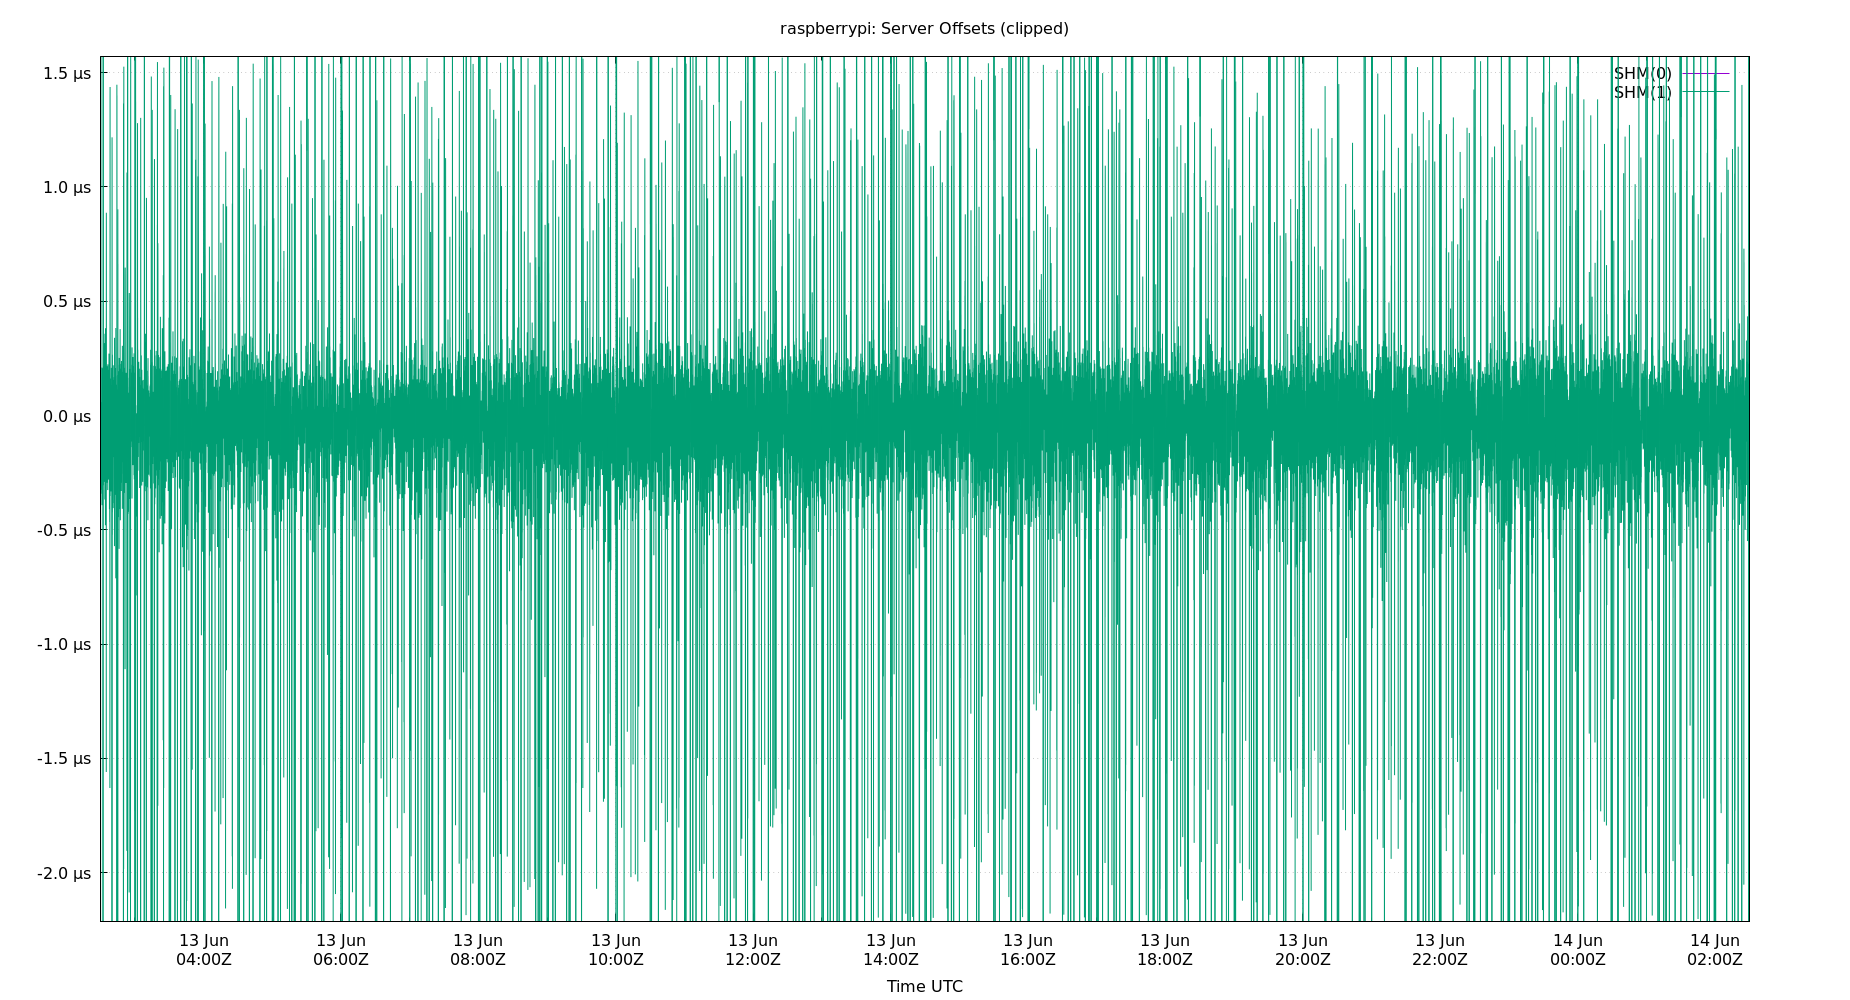 raspberrypi: Server Offsets (clipped)
1.5 µs
1.0 µs
0.5 µs
0.0 µs
-0.5 µs
-1.0 µs
-1.5 µs
-2.0 µs
SHM(0)
SHM(1)
13 Jun 13 Jun 13 Jun 13 Jun 13 Jun 13 Jun 13 Jun 13 Jun 13 Jun 13 Jun 14 Jun 14 Jun
04:00Z 06:00Z 08:00Z 10:00Z 12:00Z 14:00Z 16:00Z 18:00Z 20:00Z 22:00Z 00:00Z 02:00Z
Time UTC